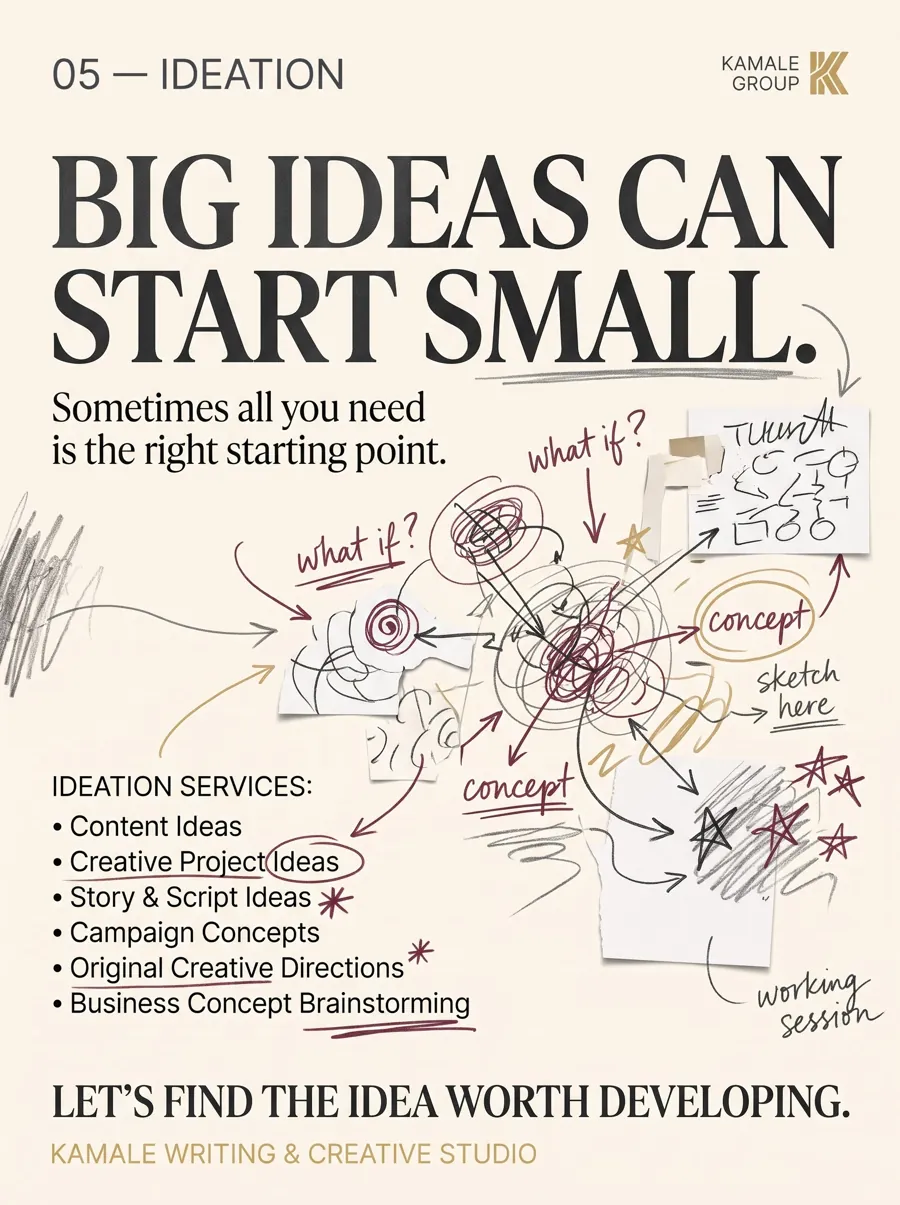 05 — IDEATION
KAMALE
GROUP
BIG IDEAS CAN
START SMALL.
Sometimes all you need
is the right starting point.
what if?
what if?
concept
sketch
here
concept
IDEATION SERVICES:
• Content Ideas
• Creative Project Ideas
• Story & Script Ideas
• Campaign Concepts
• Original Creative Directions
• Business Concept Brainstorming
working
session
LET'S FIND THE IDEA WORTH DEVELOPING.
KAMALE WRITING & CREATIVE STUDIO